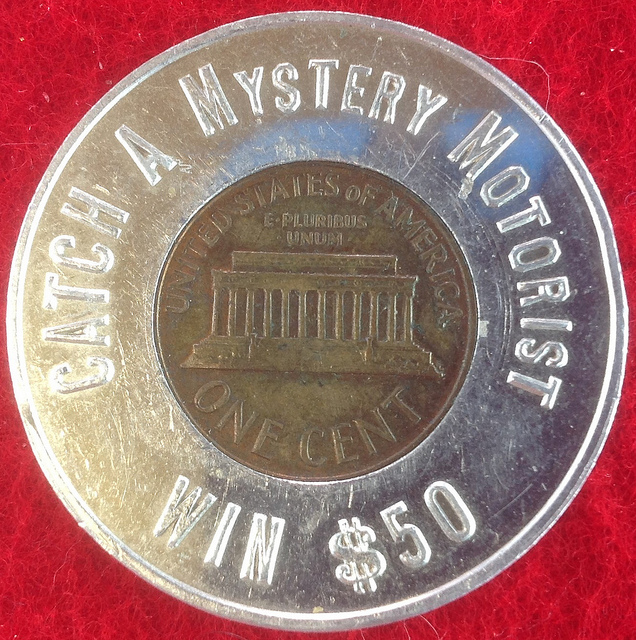 CATCH A MYSTERY MOTORIST
WIN $50
UNITED STATES OF AMERICA
E·PLURIBUS
UNUM
ONE CENT